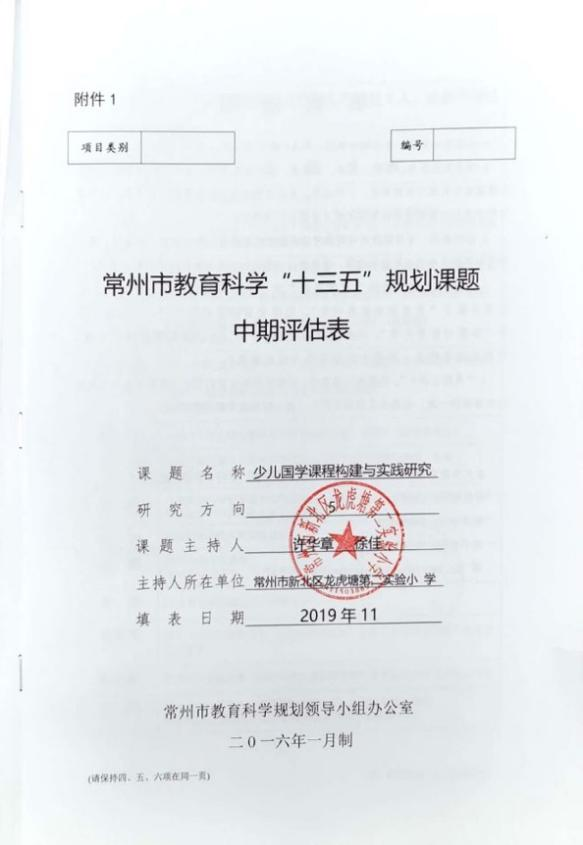 附件 1
项目类别
编号
常州市教育科学“十三五”规划课题
中期评估表
课题名称 少儿国学课程构建与实践研究
研究方向 5
课题主持人 许华章 徐佳
主持人所在单位 常州市新北区龙虎塘第二实验小 学
填表日期 2019 年 11
常州市教育科学规划领导小组办公室
二０一六年一月制
(请保持四、五、六项在同一页)